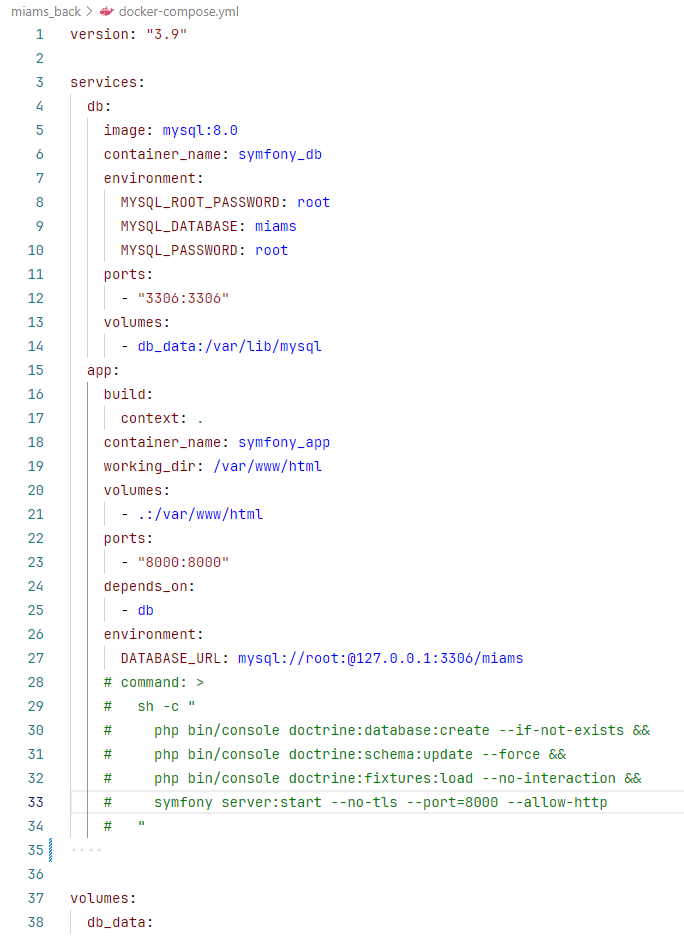 miams_back > docker-compose.yml
1 version: "3.9"
2
3 services:
4   db:
5     image: mysql:8.0
6     container_name: symfony_db
7     environment:
8       MYSQL_ROOT_PASSWORD: root
9       MYSQL_DATABASE: miams
10       MYSQL_PASSWORD: root
11     ports:
12       - "3306:3306"
13     volumes:
14       - db_data:/var/lib/mysql
15   app:
16     build:
17       context: .
18     container_name: symfony_app
19     working_dir: /var/www/html
20     volumes:
21       - .:/var/www/html
22     ports:
23       - "8000:8000"
24     depends_on:
25       - db
26     environment:
27       DATABASE_URL: mysql://root:@127.0.0.1:3306/miams
28     # command: >
29     #   sh -c "
30     #     php bin/console doctrine:database:create --if-not-exists &&
31     #     php bin/console doctrine:schema:update --force &&
32     #     php bin/console doctrine:fixtures:load --no-interaction &&
33     #     symfony server:start --no-tls --port=8000 --allow-http
34     #   "
35
36
37 volumes:
38   db_data: